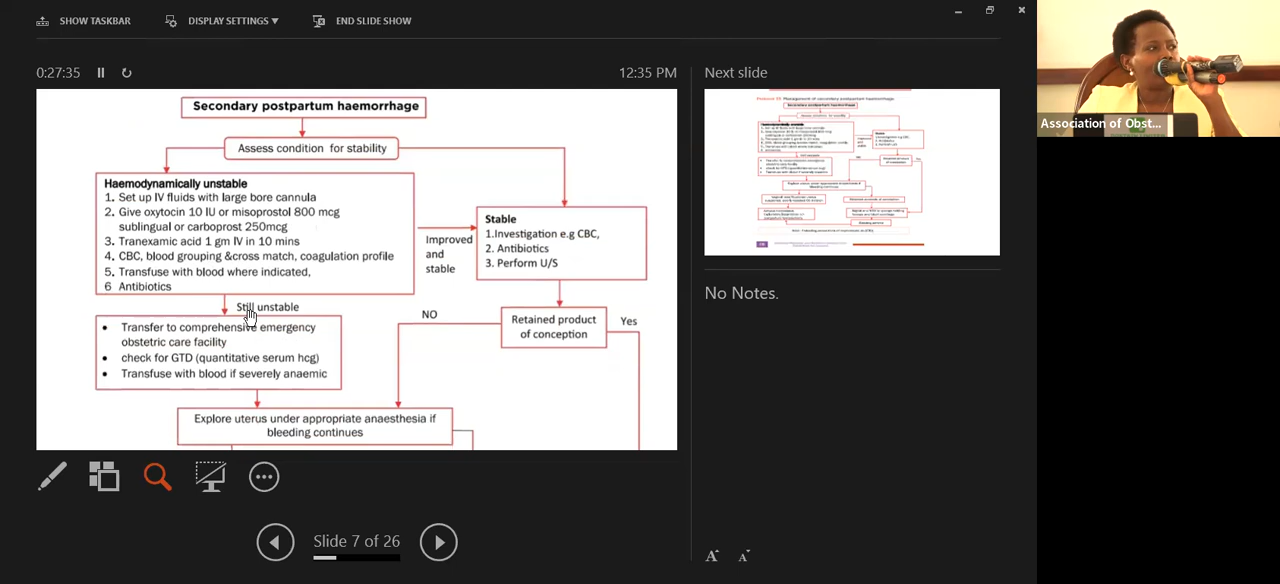 SHOW TASKBAR
DISPLAY SETTINGS ▾
END SLIDE SHOW
0:27:35
12:35 PM
Next slide
Secondary postpartum haemorrhage
Assess condition for stability
Haemodynamically unstable
1. Set up IV fluids with large bore cannula
2. Give oxytocin 10 IU or misoprostol 800 mcg
sublingual or carboprost 250mcg
3. Tranexamic acid 1 gm IV in 10 mins
4. CBC, blood grouping &cross match, coagulation profile
5. Transfuse with blood where indicated,
6 Antibiotics
Improved
and
stable
Stable
1.Investigation e.g CBC,
2. Antibiotics
3. Perform U/S
Still unstable
Transfer to comprehensive emergency
obstetric care facility
check for GTD (quantitative serum hcg)
Transfuse with blood if severely anaemic
NO
Retained product
of conception
Yes
Explore uterus under appropriate anaesthesia if
bleeding continues
Slide 7 of 26
Secondary postpartum haemorrhage
No Notes.
A
A
Association of Obst...